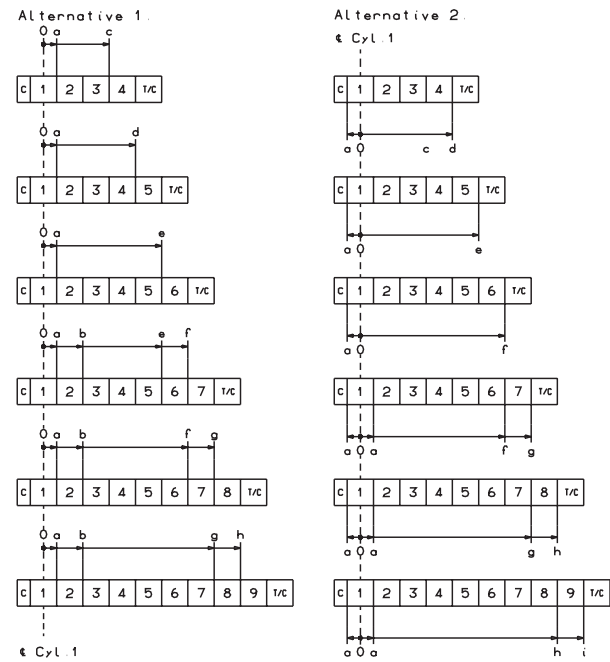 Alternative 1.
0 a c
C 1 2 3 4 T/C
0 a d
C 1 2 3 4 5 T/C
0 a e
C 1 2 3 4 5 6 T/C
0 a b e f
C 1 2 3 4 5 6 7 T/C
0 a b f g
C 1 2 3 4 5 6 7 8 T/C
0 a b g h
C 1 2 3 4 5 6 7 8 9 T/C
℄ Cyl.1
Alternative 2.
℄ Cyl.1
C 1 2 3 4 T/C
a 0 c d
C 1 2 3 4 5 T/C
a 0 e
C 1 2 3 4 5 6 T/C
a 0 f
C 1 2 3 4 5 6 7 T/C
a 0 a f g
C 1 2 3 4 5 6 7 8 T/C
a 0 a g h
C 1 2 3 4 5 6 7 8 9 T/C
a 0 a h i